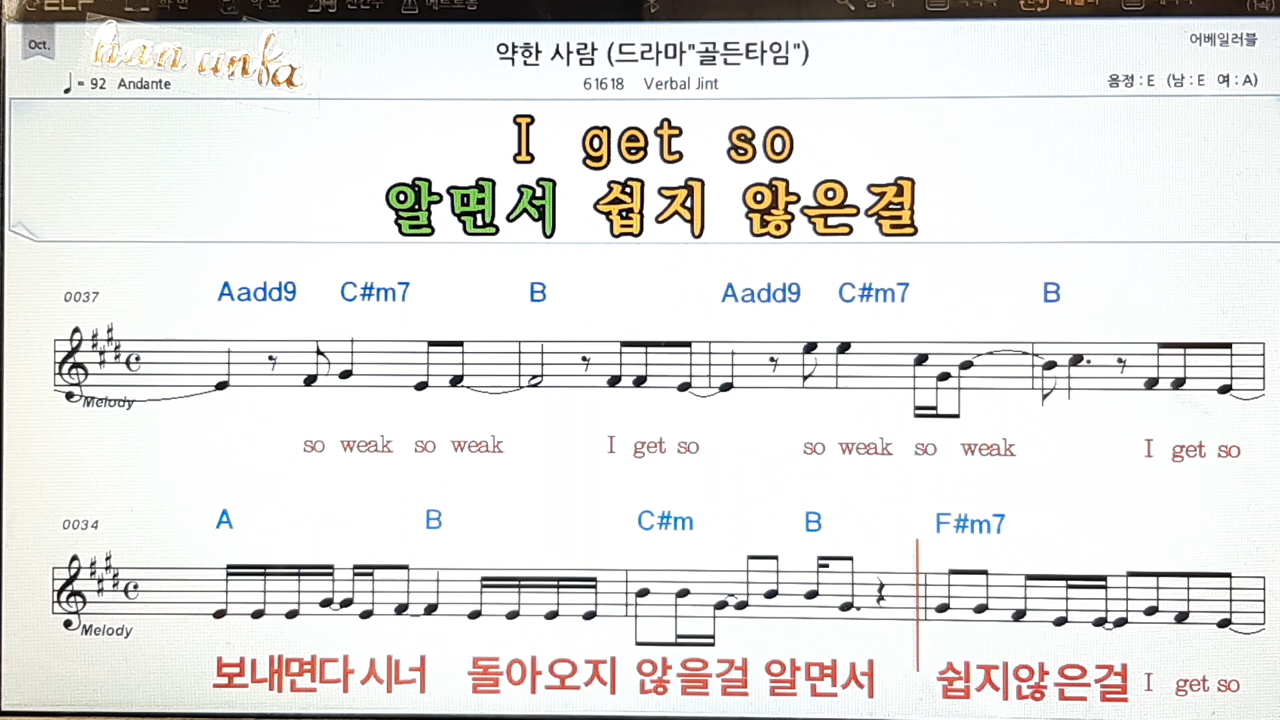 Oct.
han un fa
약한 사람 (드라마"골든타임")
어베일러블
♩= 92 Andante
61618 Verbal Jint
음정 : E (남 : E 여 : A)
I get so
알면서 쉽지 않은걸
0037 Aadd9 C#m7 B Aadd9 C#m7 B
Melody
so weak so weak I get so so weak so weak I get so
0034 A B C#m B F#m7
Melody
보내면다시너 돌아오지 않을걸 알면서 쉽지않은걸 I get so